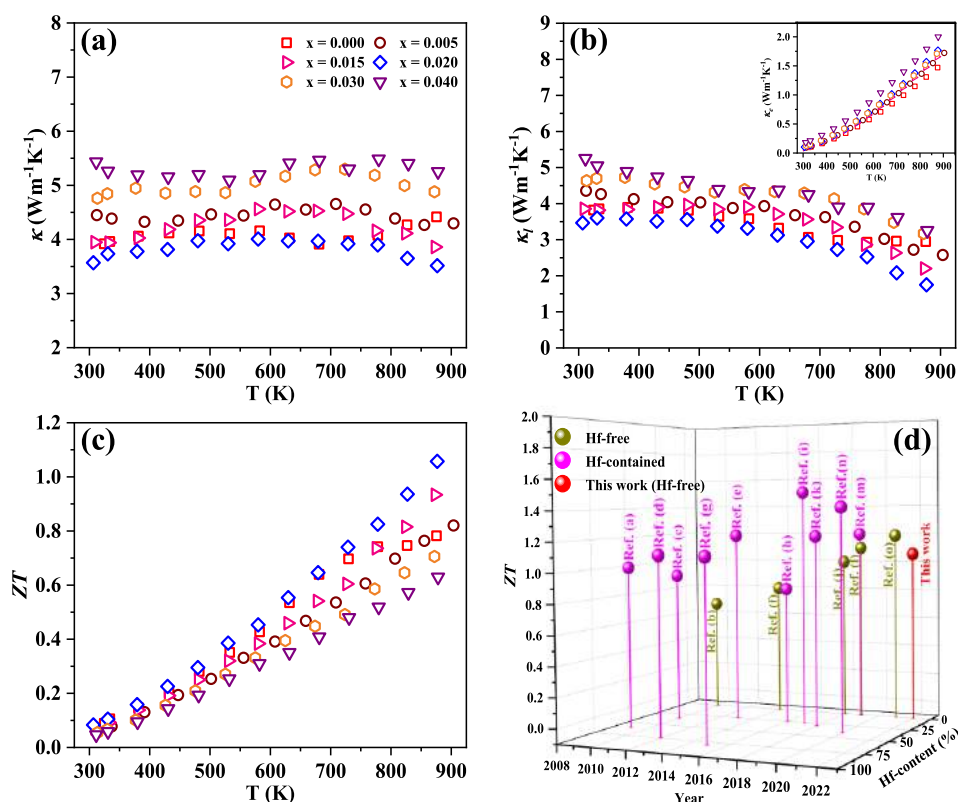 (a)
8
7
6
5
4
3
2
κ (Wm⁻¹K⁻¹)
x = 0.000 x = 0.005
x = 0.015 x = 0.020
x = 0.030 x = 0.040
300 400 500 600 700 800 900
T (K)
(b)
9
8
7
6
5
4
3
2
1
0
κl (Wm⁻¹K⁻¹)
2.0
1.5
1.0
0.5
0.0
κe (Wm⁻¹K⁻¹)
300 400 500 600 700 800 900
T (K)
300 400 500 600 700 800 900
T (K)
(c)
1.2
1.0
0.8
0.6
0.4
0.2
0.0
ZT
300 400 500 600 700 800 900
T (K)
(d)
Hf-free
Hf-contained
This work (Hf-free)
2.0
1.8
1.6
1.4
1.2
1.0
0.8
0.6
0.4
0.2
0.0
ZT
Ref. (a)
Ref. (d)
Ref. (c)
Ref. (g)
Ref. (b)
Ref. (e)
Ref. (f)
Ref. (h)
Ref. (i)
Ref. (k)
Ref. (n)
Ref. (m)
Ref. (j)
Ref. (l)
Ref. (o)
This work
2008 2010 2012 2014 2016 2018 2020 2022
Year
100 75 50 25 0
Hf-content (%)